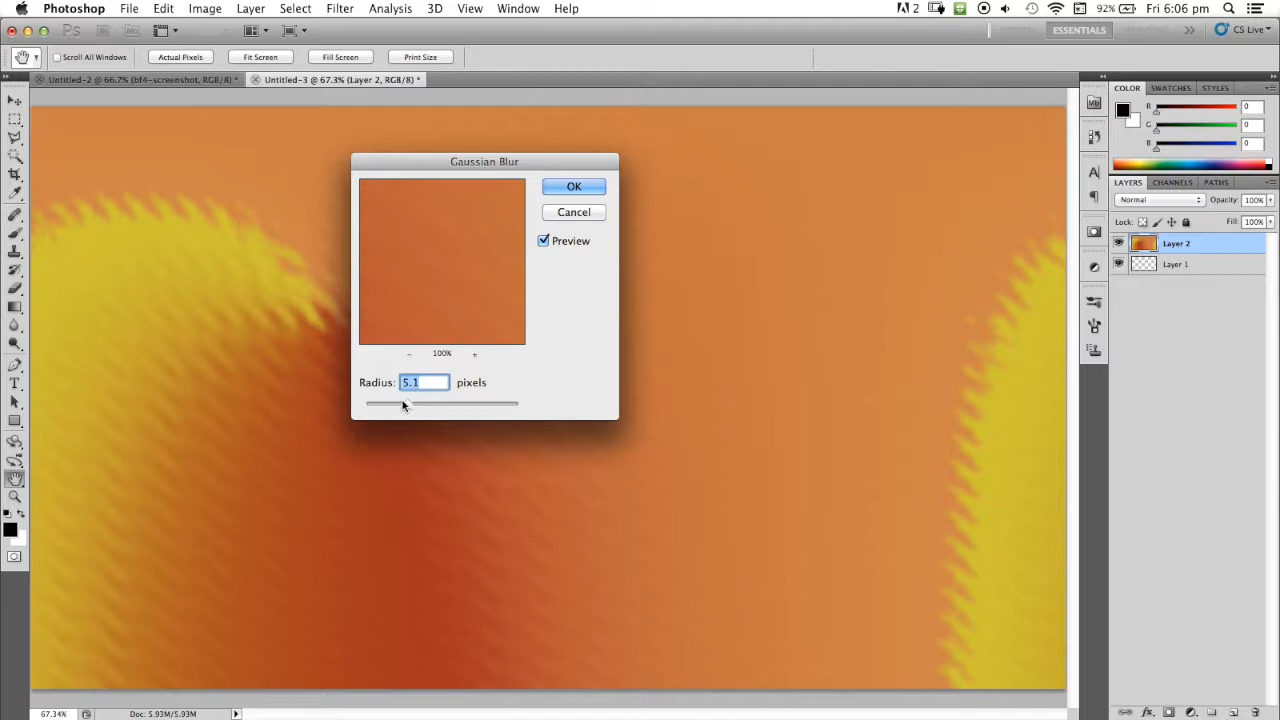 Photoshop File Edit Image Layer Select Filter Analysis 3D View Window Help 2 92% Fri 6:06 pm
Ps Br Mb ESSENTIALS CS Live
Scroll All Windows Actual Pixels Fit Screen Fill Screen Print Size
Untitled-2 @ 66.7% (bf4-screenshot, RGB/8) * Untitled-3 @ 67.3% (Layer 2, RGB/8) *
COLOR SWATCHES STYLES
R 0
G 0
B 0
LAYERS CHANNELS PATHS
Normal Opacity: 100%
Lock: Fill: 100%
Layer 2
Layer 1
Gaussian Blur
OK
Cancel
Preview
− 100% +
Radius: 5.1 pixels
67.34% Doc: 5.93M/5.93M